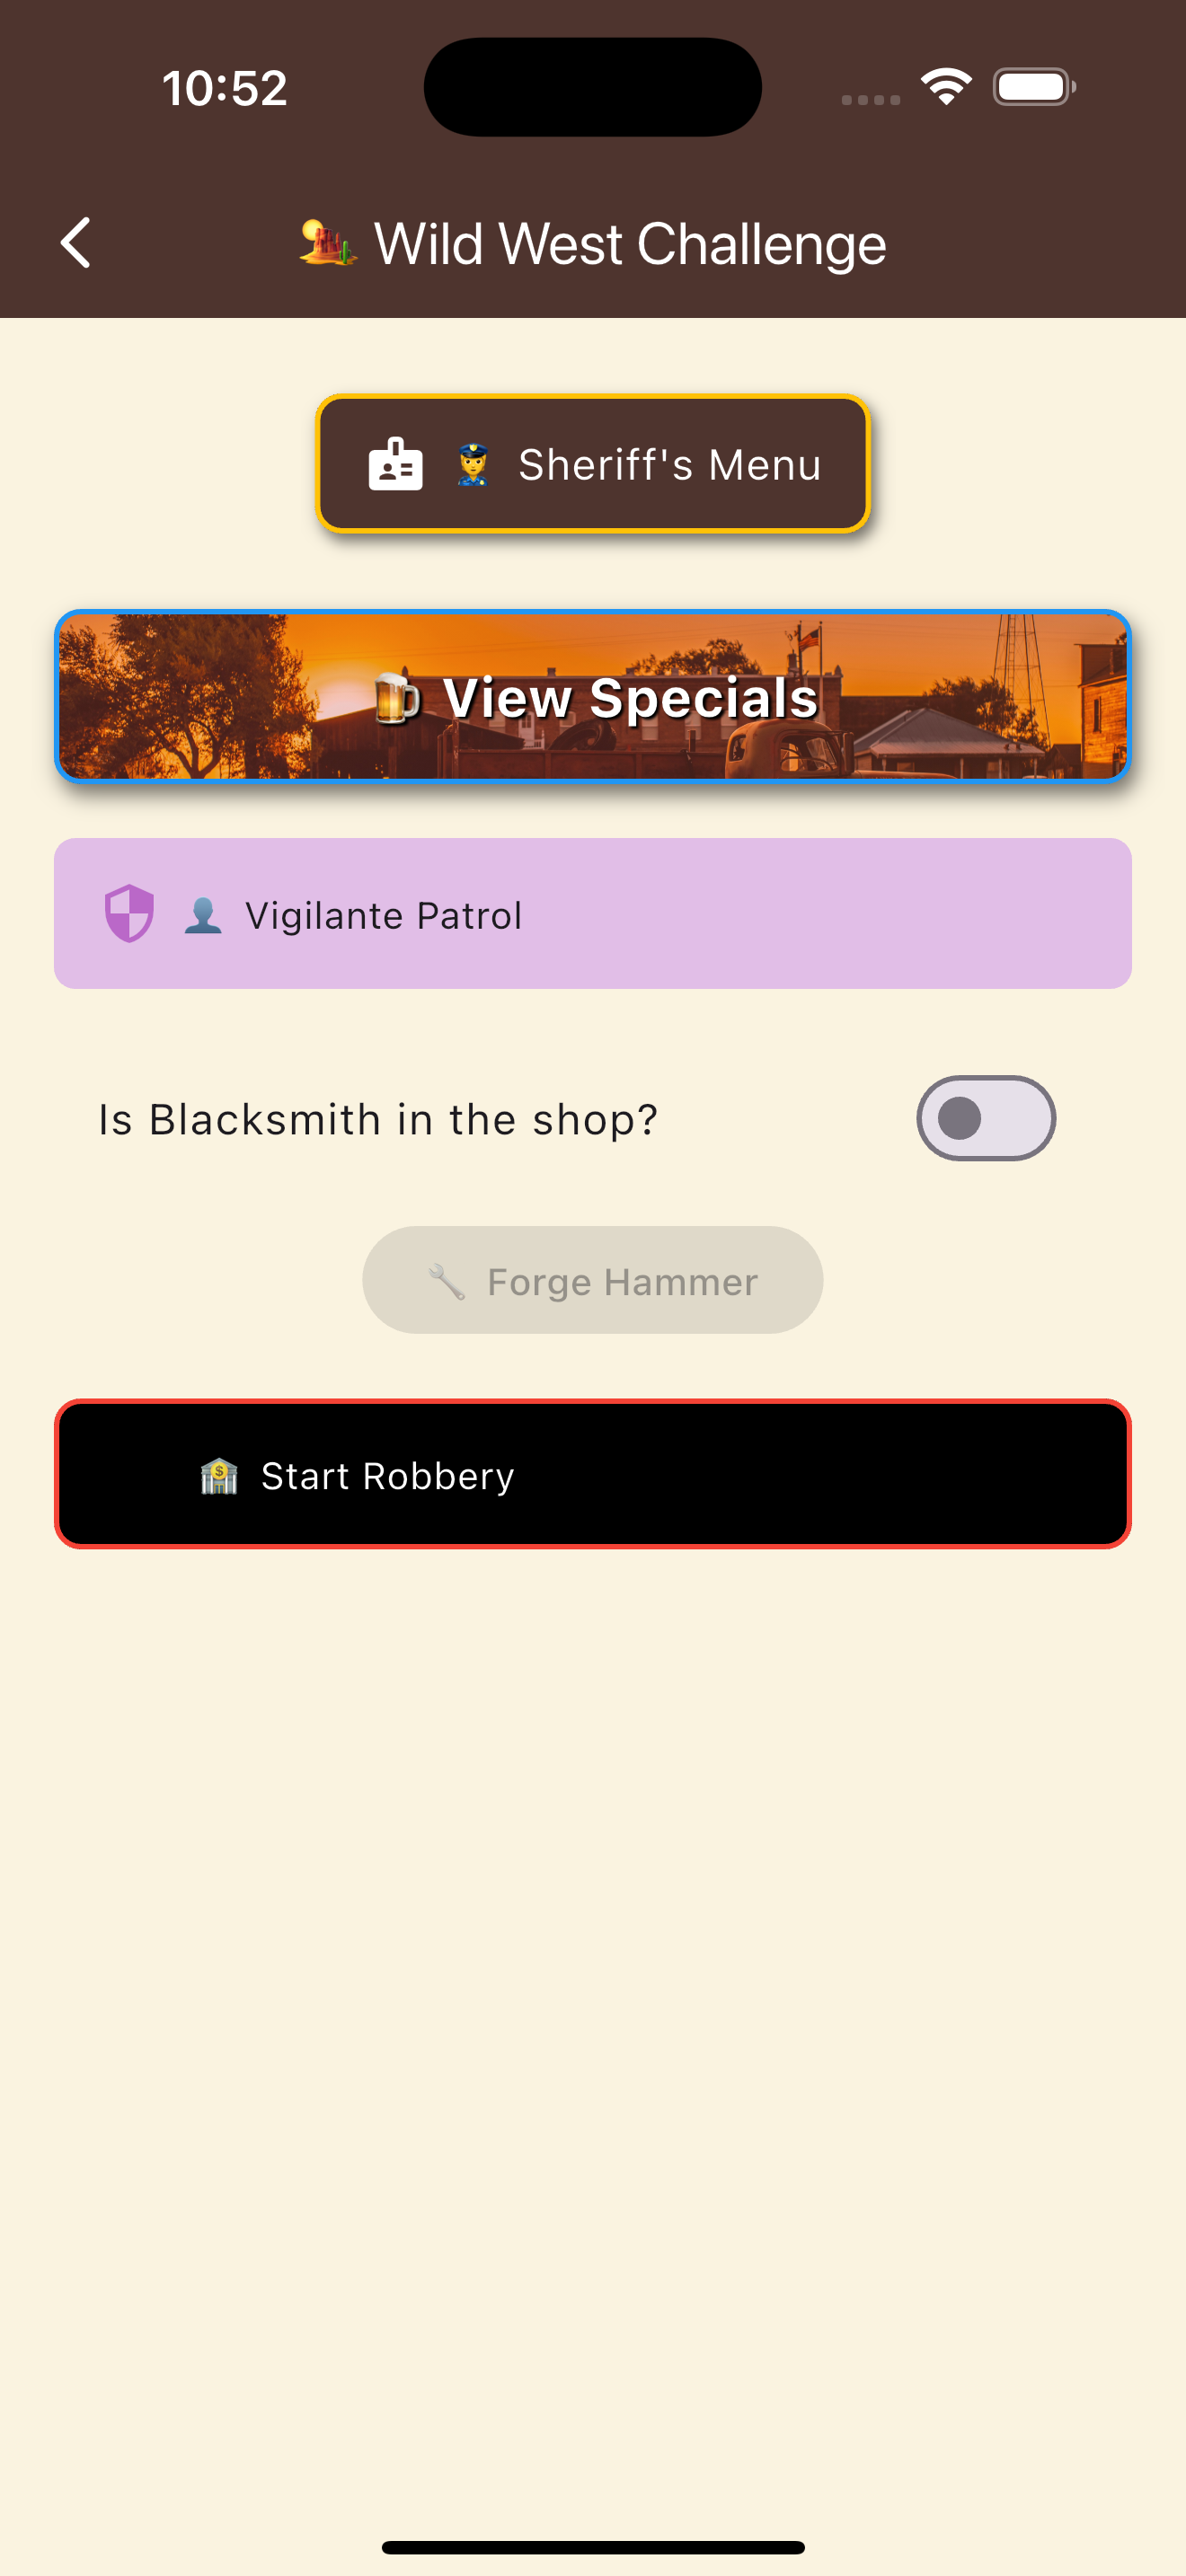 10:52
🏜️ Wild West Challenge
👮 Sheriff's Menu
🍺 View Specials
👤 Vigilante Patrol
Is Blacksmith in the shop?
🔧 Forge Hammer
🏦 Start Robbery